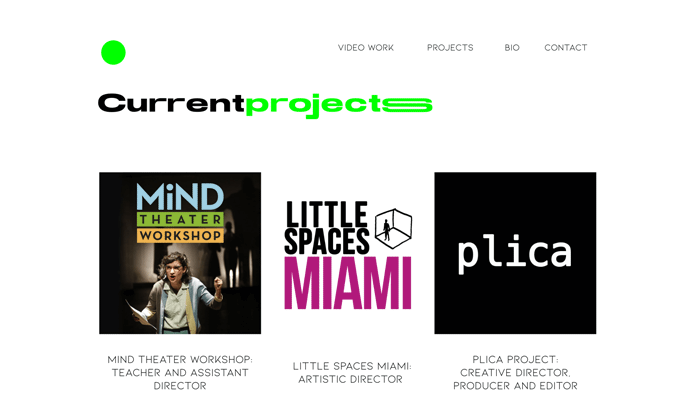 VIDEO WORK PROJECTS BIO CONTACT
Currentprojects
MiND
THEATER
WORKSHOP
LITTLE
SPACES
MIAMI
plica
MIND THEATER WORKSHOP:
TEACHER AND ASSISTANT
DIRECTOR
LITTLE SPACES MIAMI:
ARTISTIC DIRECTOR
PLICA PROJECT:
CREATIVE DIRECTOR,
PRODUCER AND EDITOR